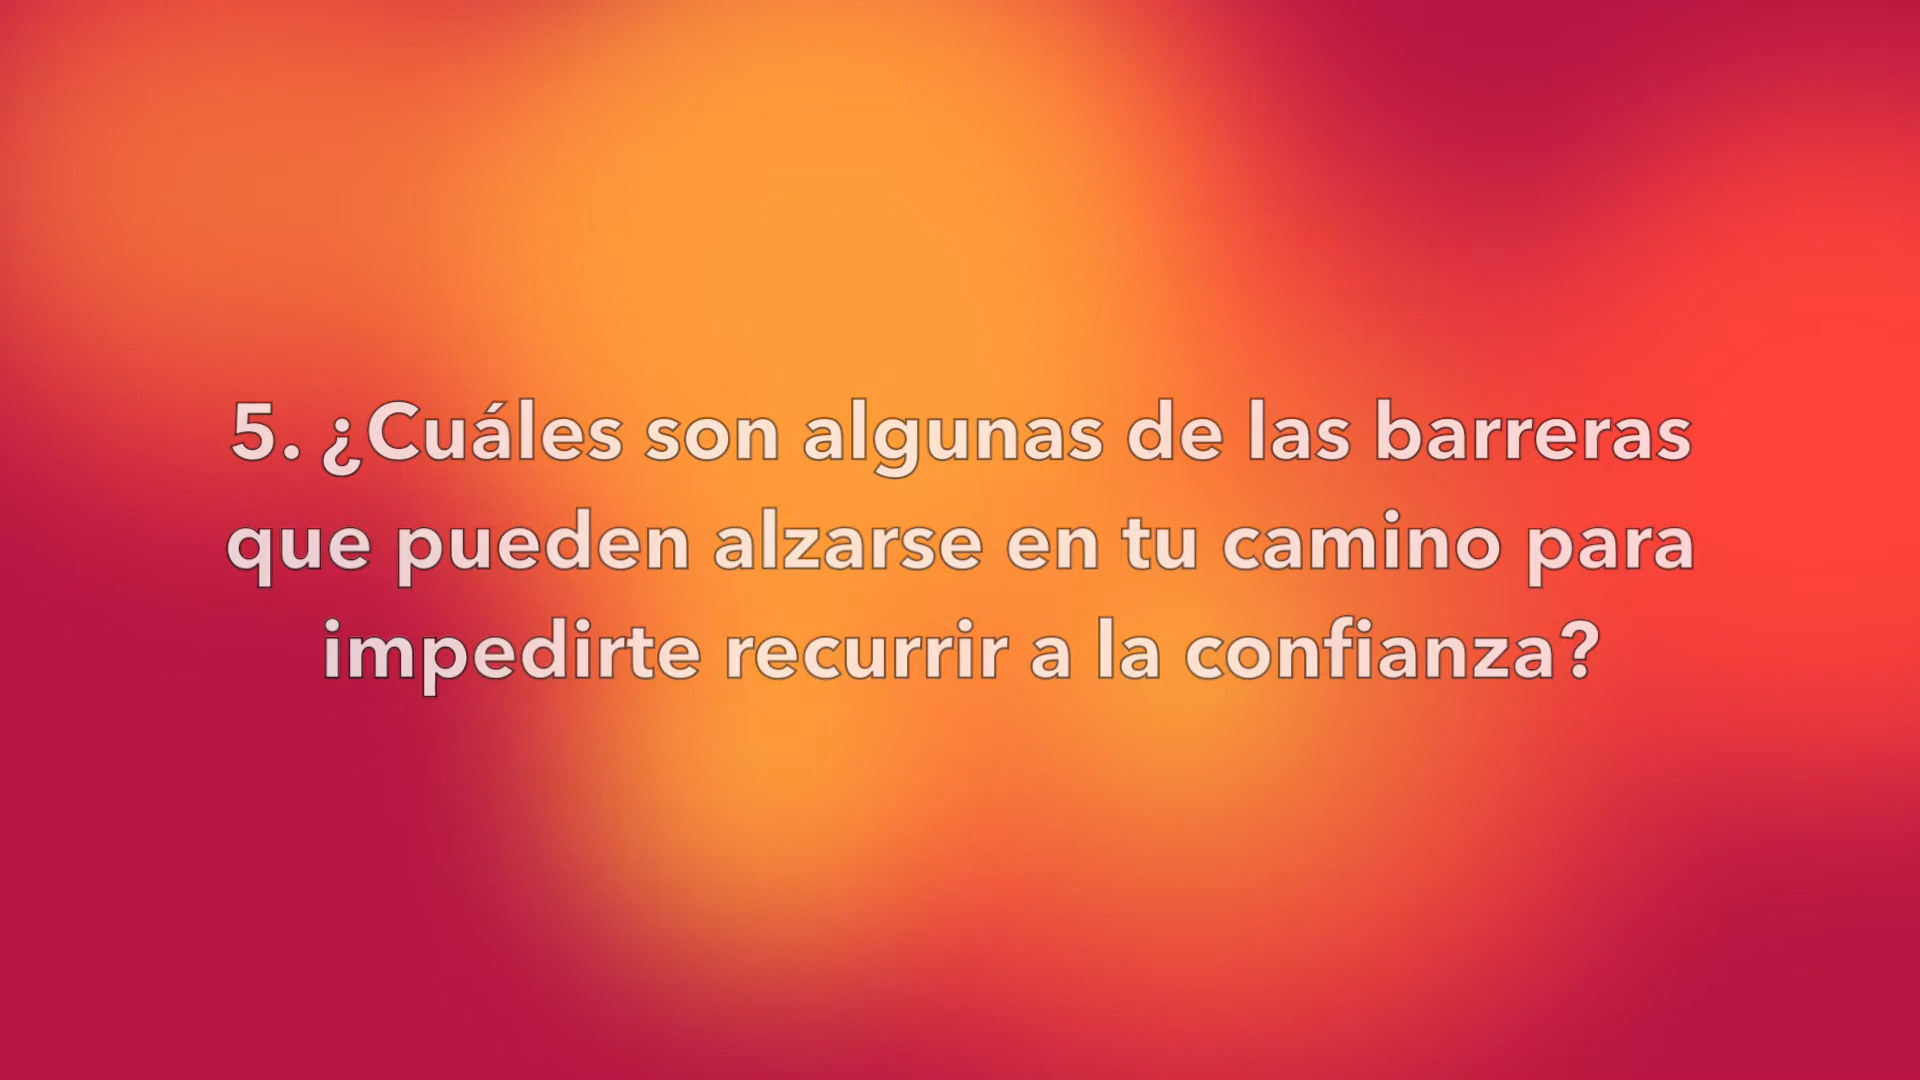 5. ¿Cuáles son algunas de las barreras
que pueden alzarse en tu camino para
impedirte recurrir a la confianza?